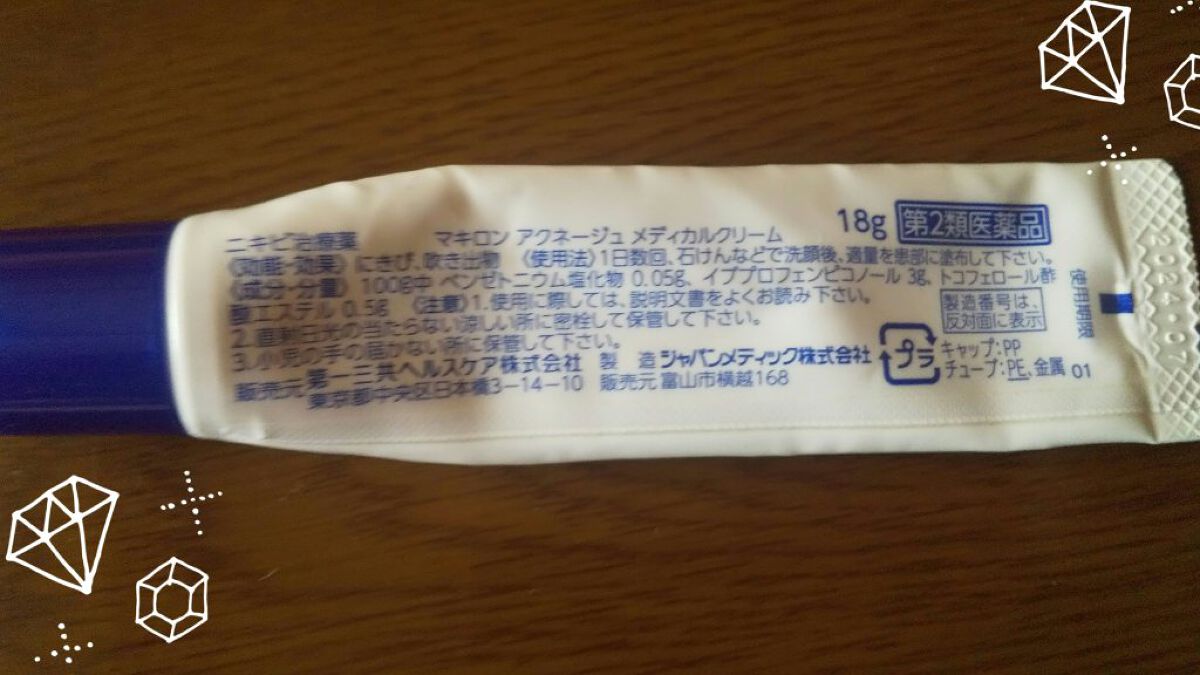 18g 第2類医薬品
ニキビ治療薬 マキロン アクネージュ メディカルクリーム
《効能・効果》にきび、吹き出物 《使用法》1日数回、石けんなどで洗顔後、適量を患部に塗布して下さい。
《成分・分量》100g中 ベンゼトニウム塩化物 0.05g、イブプロフェンピコノール 3g、トコフェロール酢
酸エステル 0.5g 《注意》1.使用に際しては、説明文書をよくお読み下さい。
2.直射日光の当たらない涼しい所に密栓して保管して下さい。
3.小児の手の届かない所に保管して下さい。
販売元 第一三共ヘルスケア株式会社 製造 ジャパンメディック株式会社
東京都中央区日本橋3-14-10 販売元 富山市横越168
製造番号は、
反対面に表示
プラ
キャップ:PP
チューブ:PE、金属 01
使用期限
2024.07